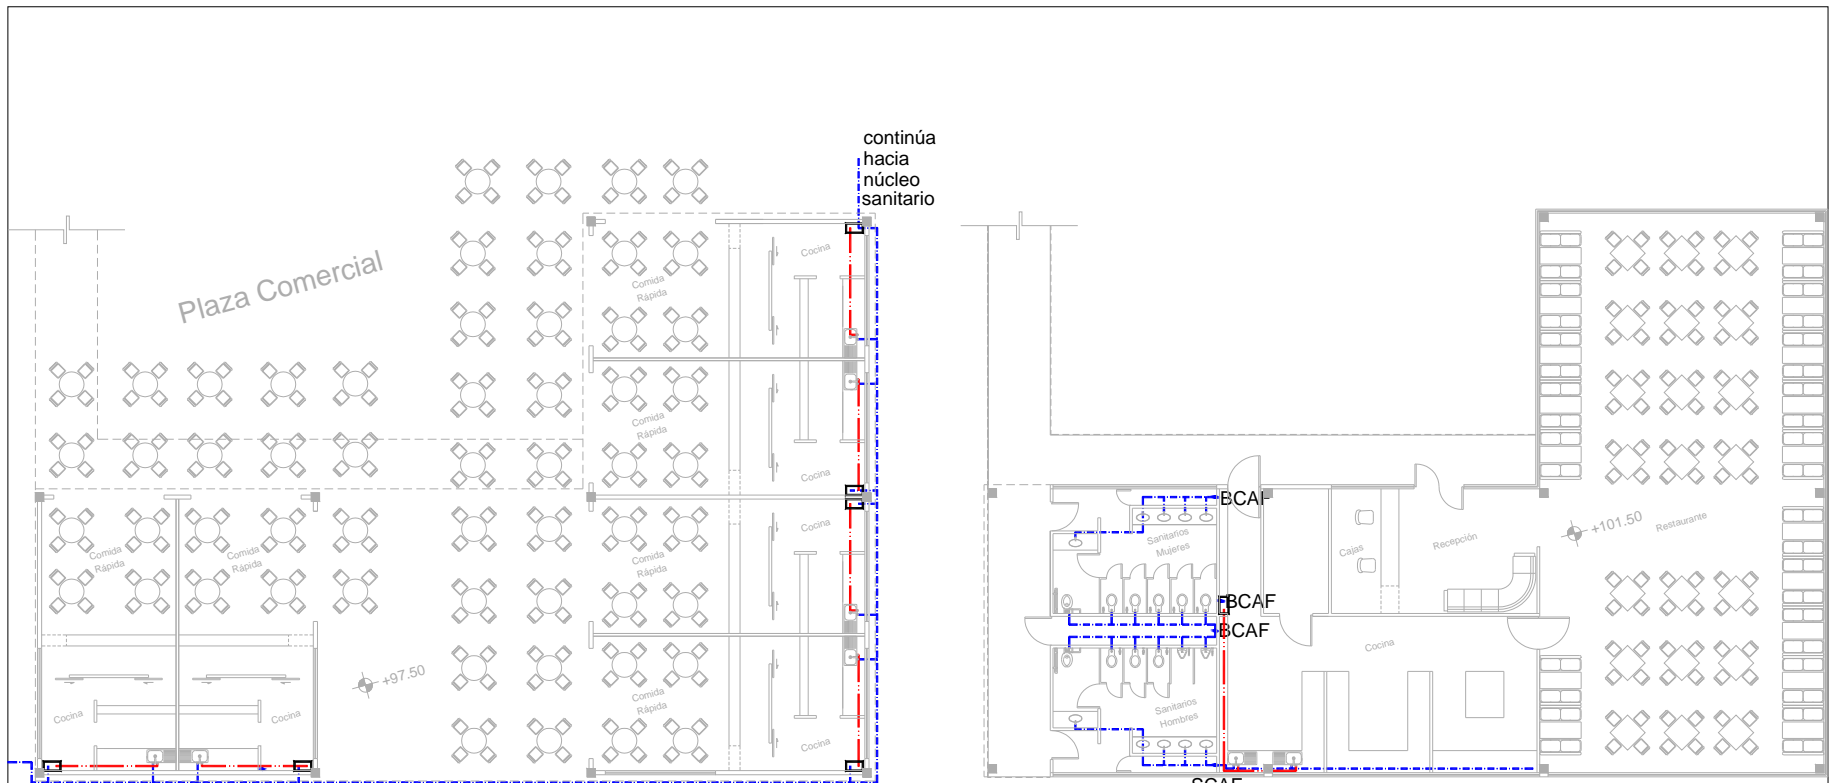 continúa
hacia
núcleo
sanitario
Plaza Comercial
Cocina
Comida
Rápida
Comida
Rápida
Cocina
Cocina
Comida
Rápida
Comida
Rápida
Comida
Rápida
Comida
Rápida
+97.50
Cocina
Cocina
Cocina
BCAF
Sanitarios
Mujeres
Cajas
Recepción
+101.50
Restaurante
BCAF
BCAF
Cocina
Sanitarios
Hombres
SCAF